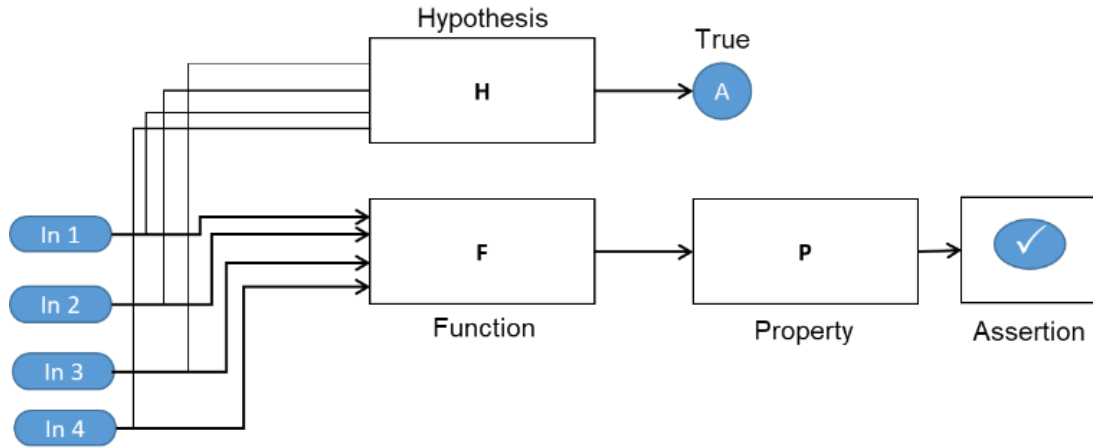 Hypothesis
True
H
A
In 1
In 2
In 3
In 4
F
P
Function
Property
Assertion